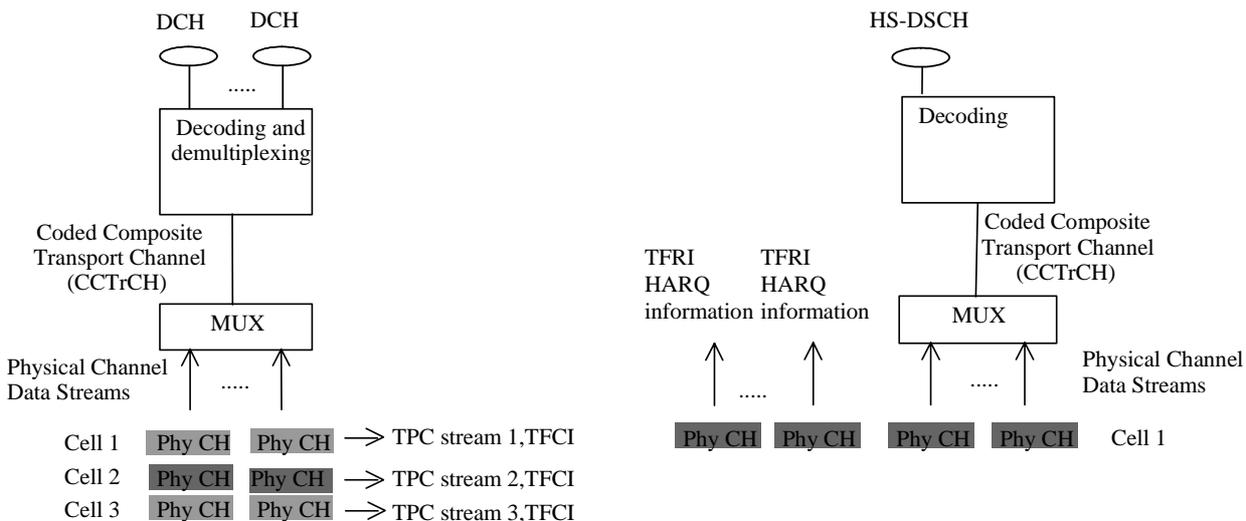 DCH DCH
.....
Decoding and
demultiplexing
Coded Composite
Transport Channel
(CCTrCH)
MUX
Physical Channel
Data Streams
.....
Cell 1 Phy CH Phy CH TPC stream 1,TFCI
Cell 2 Phy CH Phy CH TPC stream 2,TFCI
Cell 3 Phy CH Phy CH TPC stream 3,TFCI
HS-DSCH
Decoding
Coded Composite
Transport Channel
(CCTrCH)
TFRI
HARQ
information
TFRI
HARQ
information
MUX
Physical Channel
Data Streams
.....
.....
Phy CH Phy CH Phy CH Phy CH Cell 1